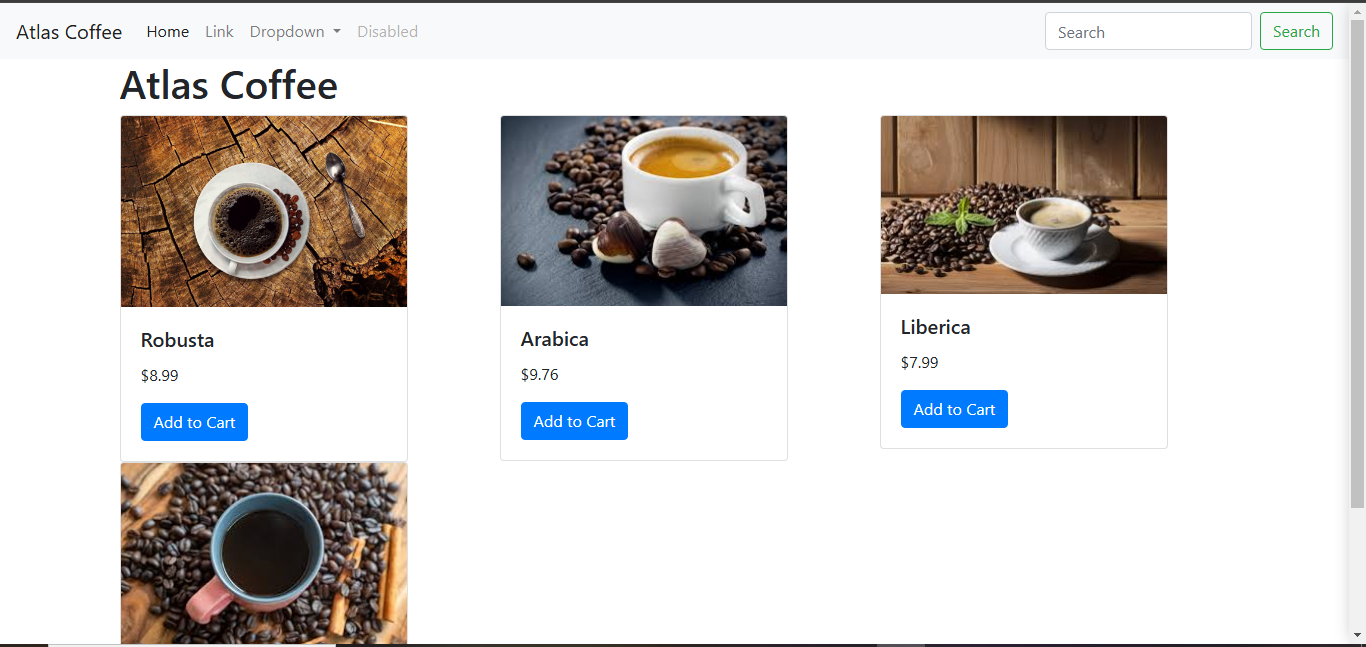 Atlas Coffee Home Link Dropdown Disabled Search Search
Atlas Coffee
Robusta
$8.99
Add to Cart
Arabica
$9.76
Add to Cart
Liberica
$7.99
Add to Cart